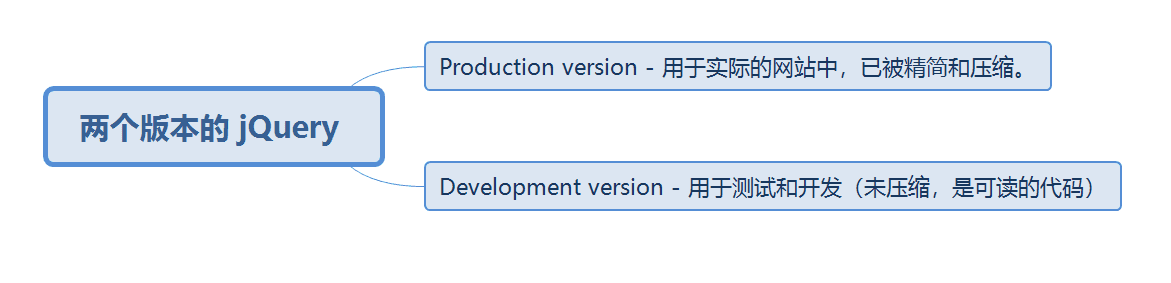 两个版本的 jQuery
Production version - 用于实际的网站中，已被精简和压缩。
Development version - 用于测试和开发（未压缩，是可读的代码）